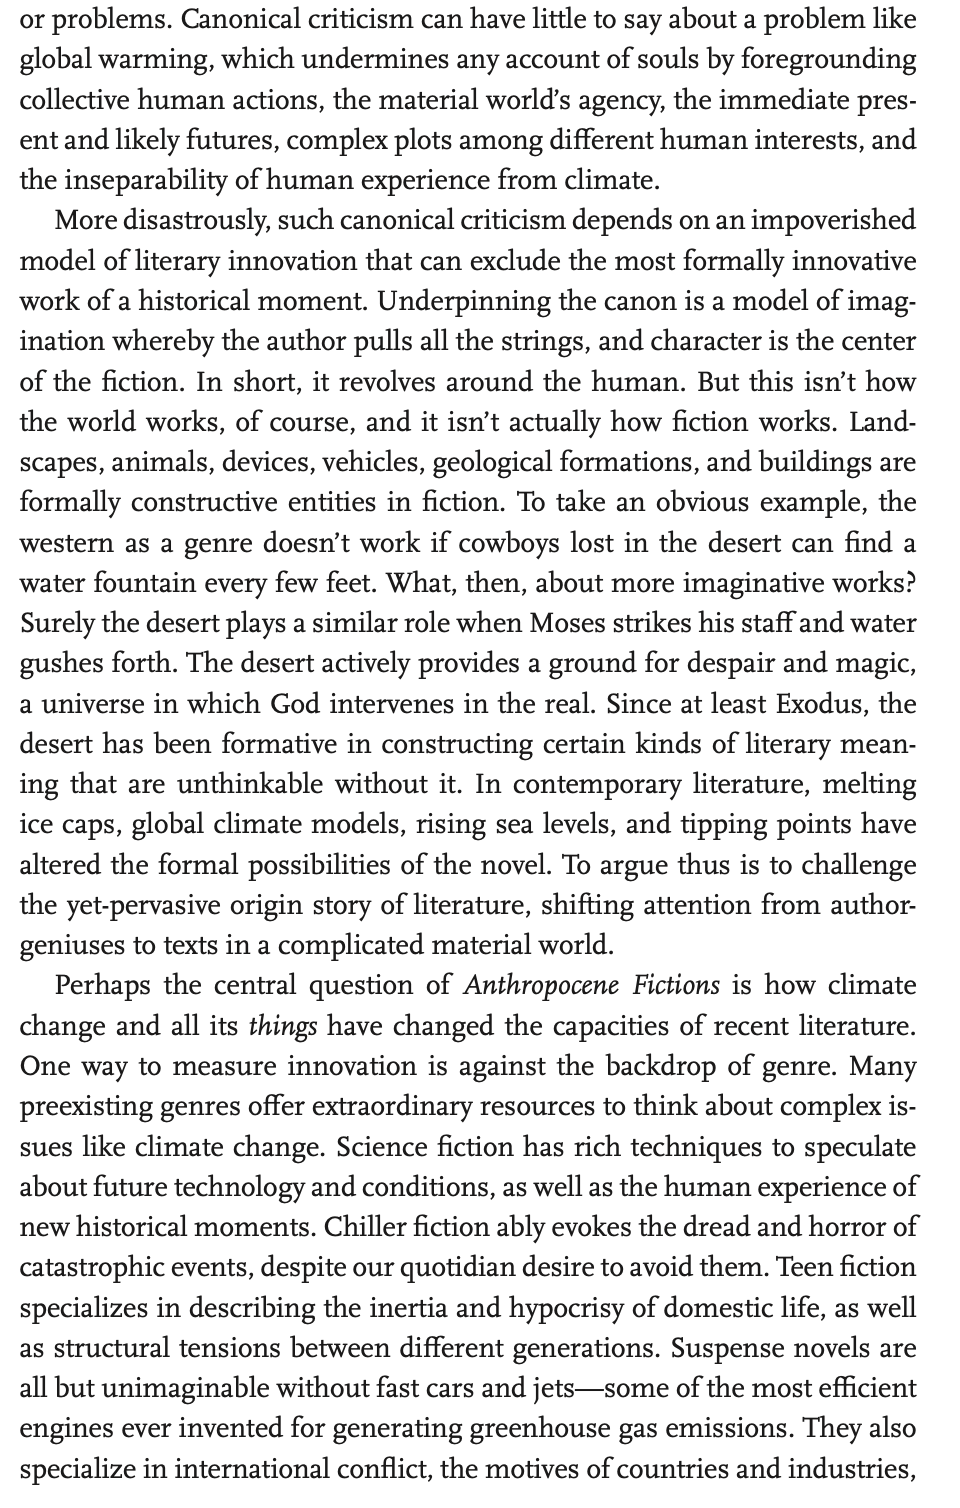 or problems. Canonical criticism can have little to say about a problem like
global warming, which undermines any account of souls by foregrounding
collective human actions, the material world's agency, the immediate pres-
ent and likely futures, complex plots among different human interests, and
the inseparability of human experience from climate.
More disastrously, such canonical criticism depends on an impoverished
model of literary innovation that can exclude the most formally innovative
work of a historical moment. Underpinning the canon is a model of imag-
ination whereby the author pulls all the strings, and character is the center
of the fiction. In short, it revolves around the human. But this isn't how
the world works, of course, and it isn't actually how fiction works. Land-
scapes, animals, devices, vehicles, geological formations, and buildings are
formally constructive entities in fiction. To take an obvious example, the
western as a genre doesn't work if cowboys lost in the desert can find a
water fountain every few feet. What, then, about more imaginative works?
Surely the desert plays a similar role when Moses strikes his staff and water
gushes forth. The desert actively provides a ground for despair and magic,
a universe in which God intervenes in the real. Since at least Exodus, the
desert has been formative in constructing certain kinds of literary mean-
ing that are unthinkable without it. In contemporary literature, melting
ice caps, global climate models, rising sea levels, and tipping points have
altered the formal possibilities of the novel. To argue thus is to challenge
the yet-pervasive origin story of literature, shifting attention from author-
geniuses to texts in a complicated material world.
Perhaps the central question of Anthropocene Fictions is how climate
change and all its things have changed the capacities of recent literature.
One way to measure innovation is against the backdrop of genre. Many
preexisting genres offer extraordinary resources to think about complex is-
sues like climate change. Science fiction has rich techniques to speculate
about future technology and conditions, as well as the human experience of
new historical moments. Chiller fiction ably evokes the dread and horror of
catastrophic events, despite our quotidian desire to avoid them. Teen fiction
specializes in describing the inertia and hypocrisy of domestic life, as well
as structural tensions between different generations. Suspense novels are
all but unimaginable without fast cars and jets—some of the most efficient
engines ever invented for generating greenhouse gas emissions. They also
specialize in international conflict, the motives of countries and industries,